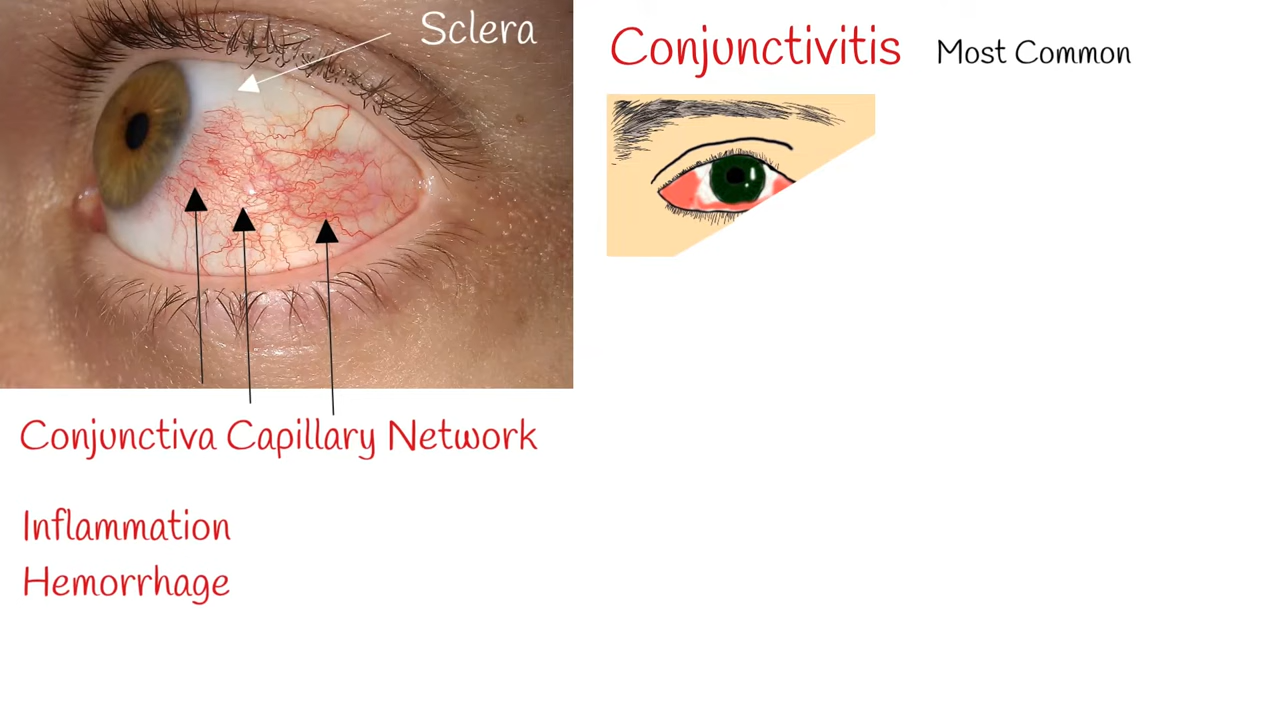 Sclera
Conjunctivitis Most Common
Conjunctiva Capillary Network
Inflammation
Hemorrhage